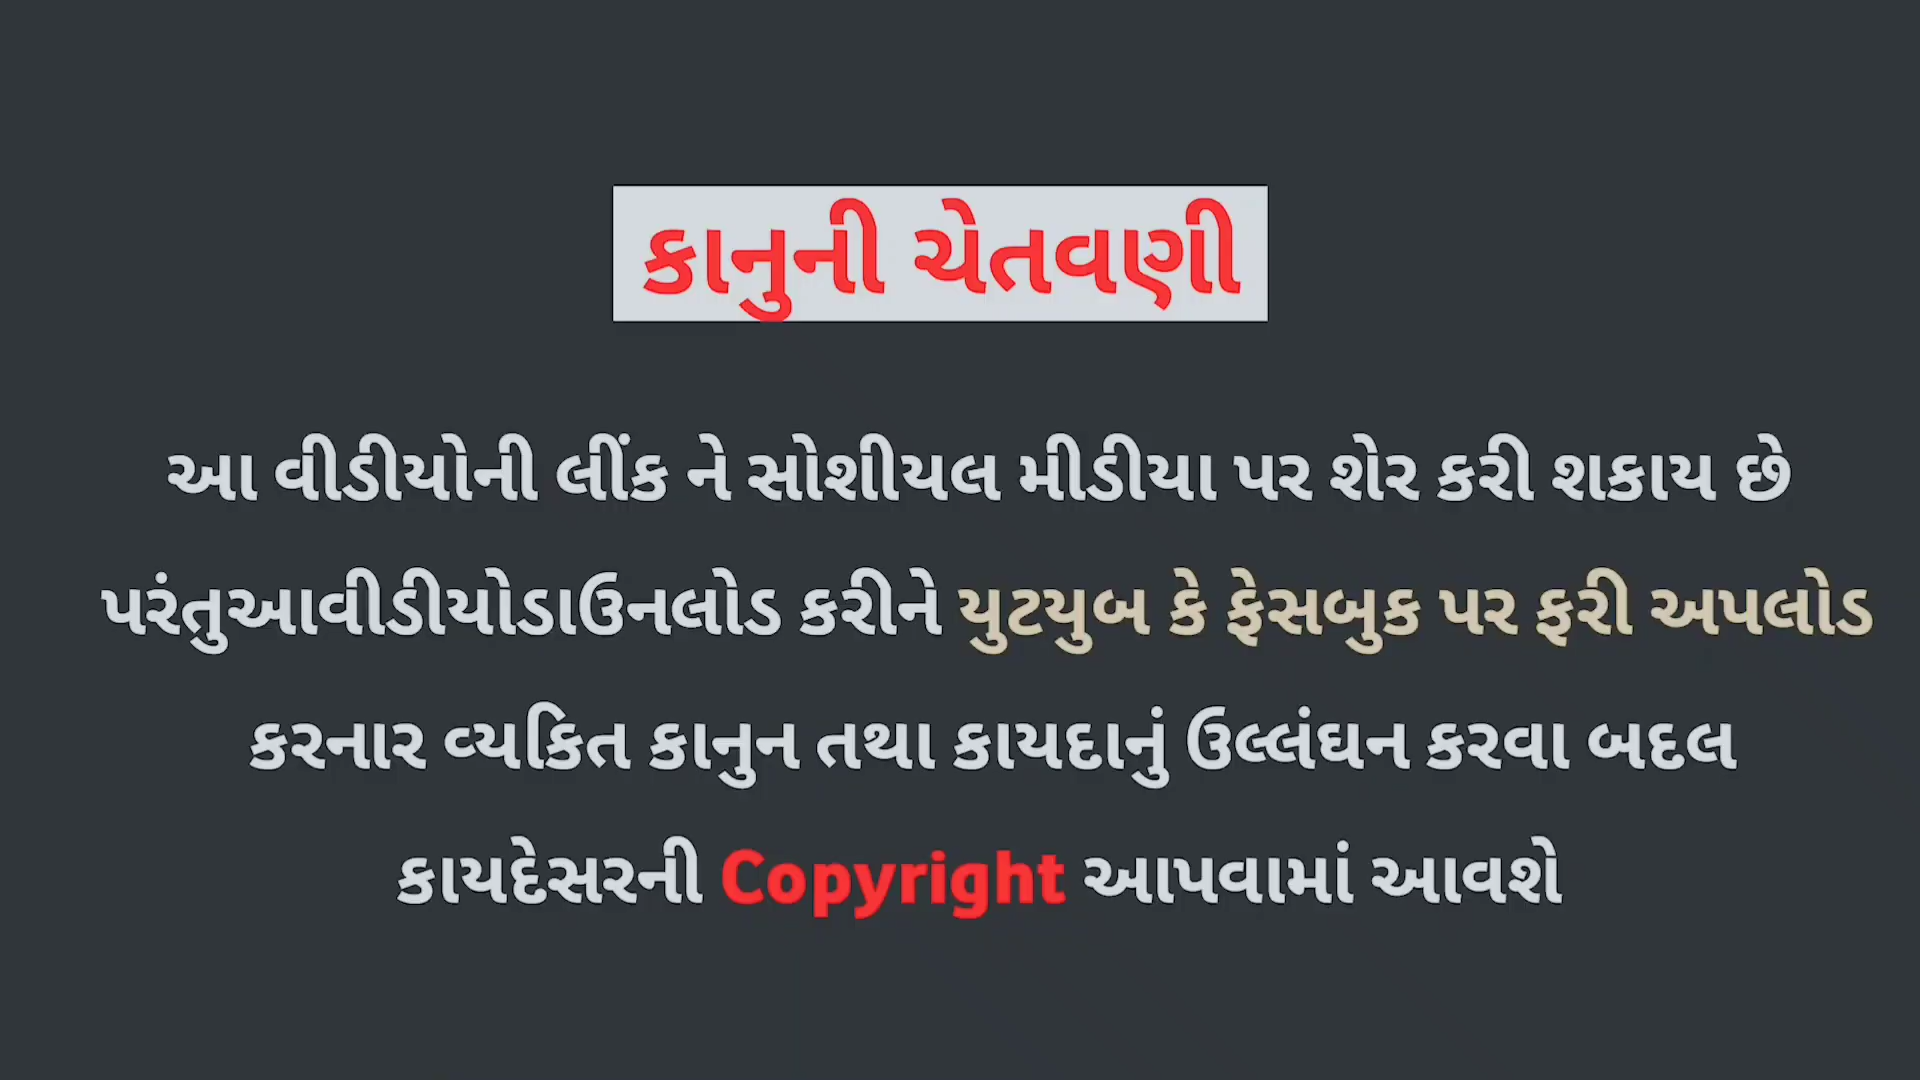 કાનુની ચેતવણી
આ વીડીયોની લીંક ને સોશીયલ મીડીયા પર શેર કરી શકાય છે
પરંતુઆવીડીયોડાઉનલોડ કરીને યુટયુબ કે ફેસબુક પર ફરી અપલોડ
કરનાર વ્યકિત કાનુન તથા કાયદાનું ઉલ્લંઘન કરવા બદલ
કાયદેસરની Copyright આપવામાં આવશે